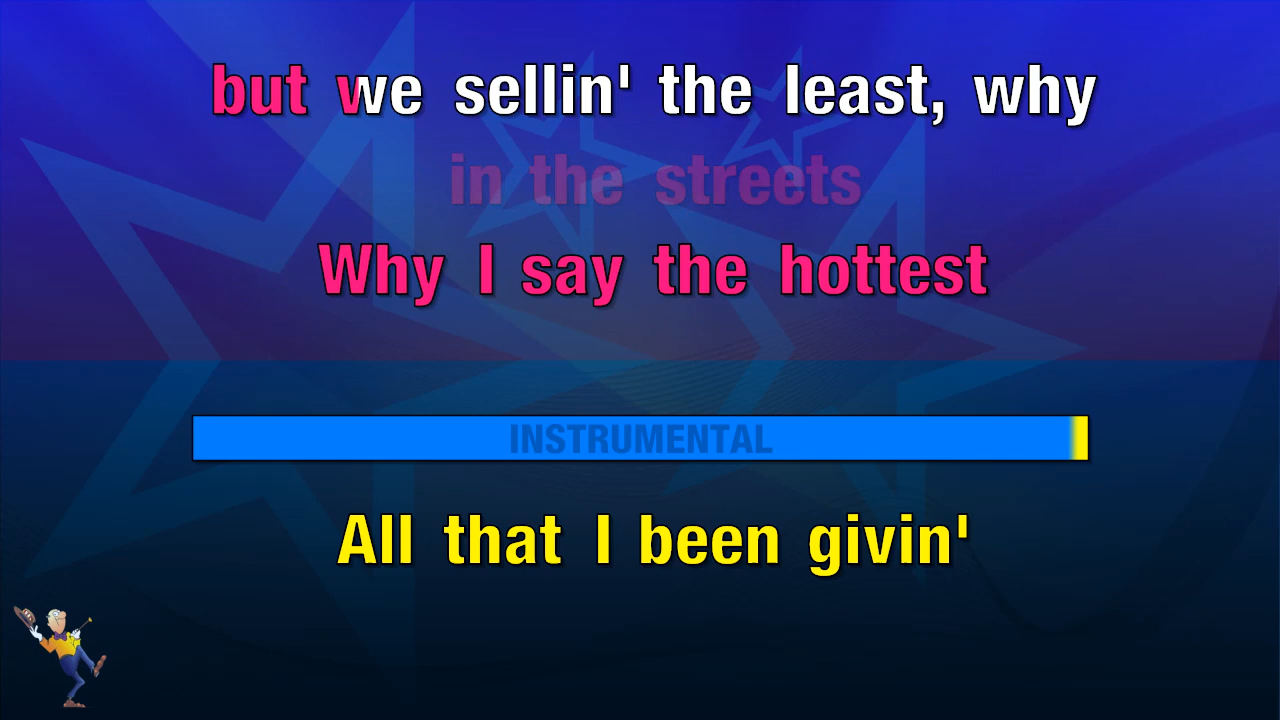 but we sellin' the least, why
in the streets
Why I say the hottest
INSTRUMENTAL
All that I been givin'